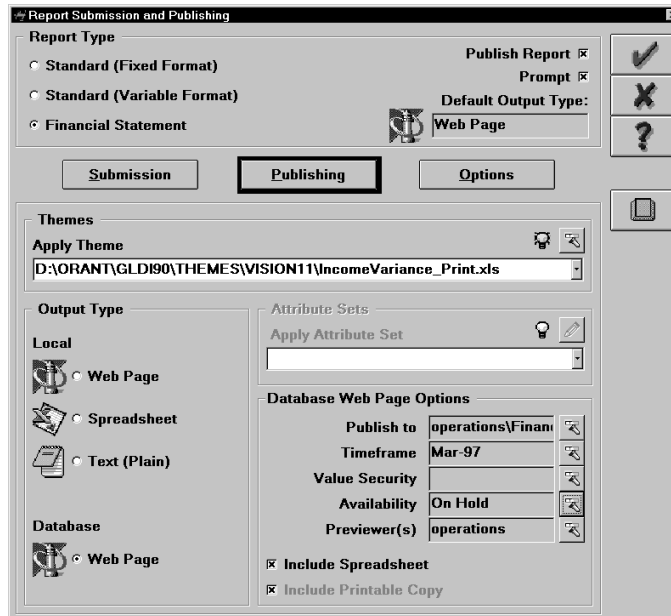 Report Submission and Publishing
Report Type
Standard (Fixed Format)
Standard (Variable Format)
Financial Statement
Publish Report
Prompt
Default Output Type:
Web Page
Submission
Publishing
Options
Themes
Apply Theme
D:\ORANT\GLDI90\THEMES\VISION11\IncomeVariance_Print.xls
Output Type
Local
Web Page
Spreadsheet
Text (Plain)
Database
Web Page
Attribute Sets
Apply Attribute Set
Database Web Page Options
Publish to operations\Financ
Timeframe Mar-97
Value Security
Availability On Hold
Previewer(s) operations
Include Spreadsheet
Include Printable Copy